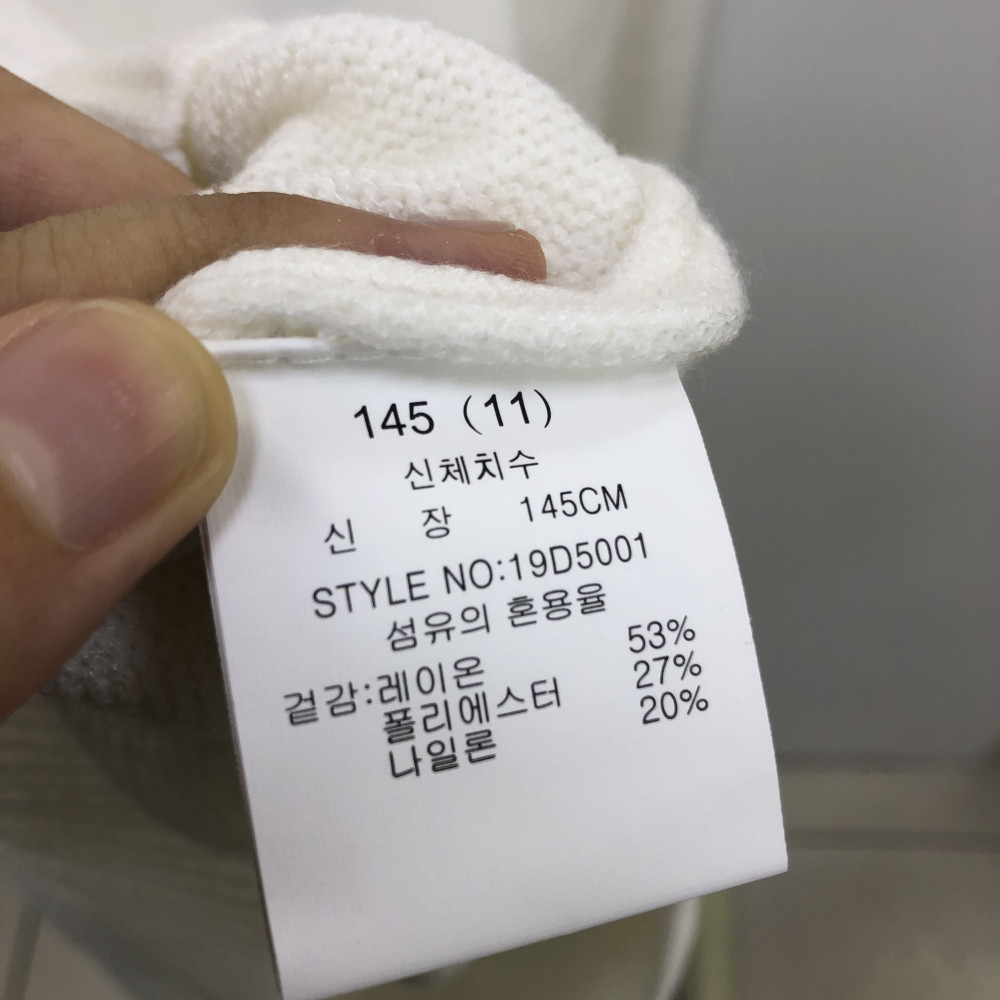 145 (11)
신체치수
신 장 145CM
STYLE NO:19D5001
섬유의 혼용율
겉감:레이온 53%
폴리에스터 27%
나일론 20%